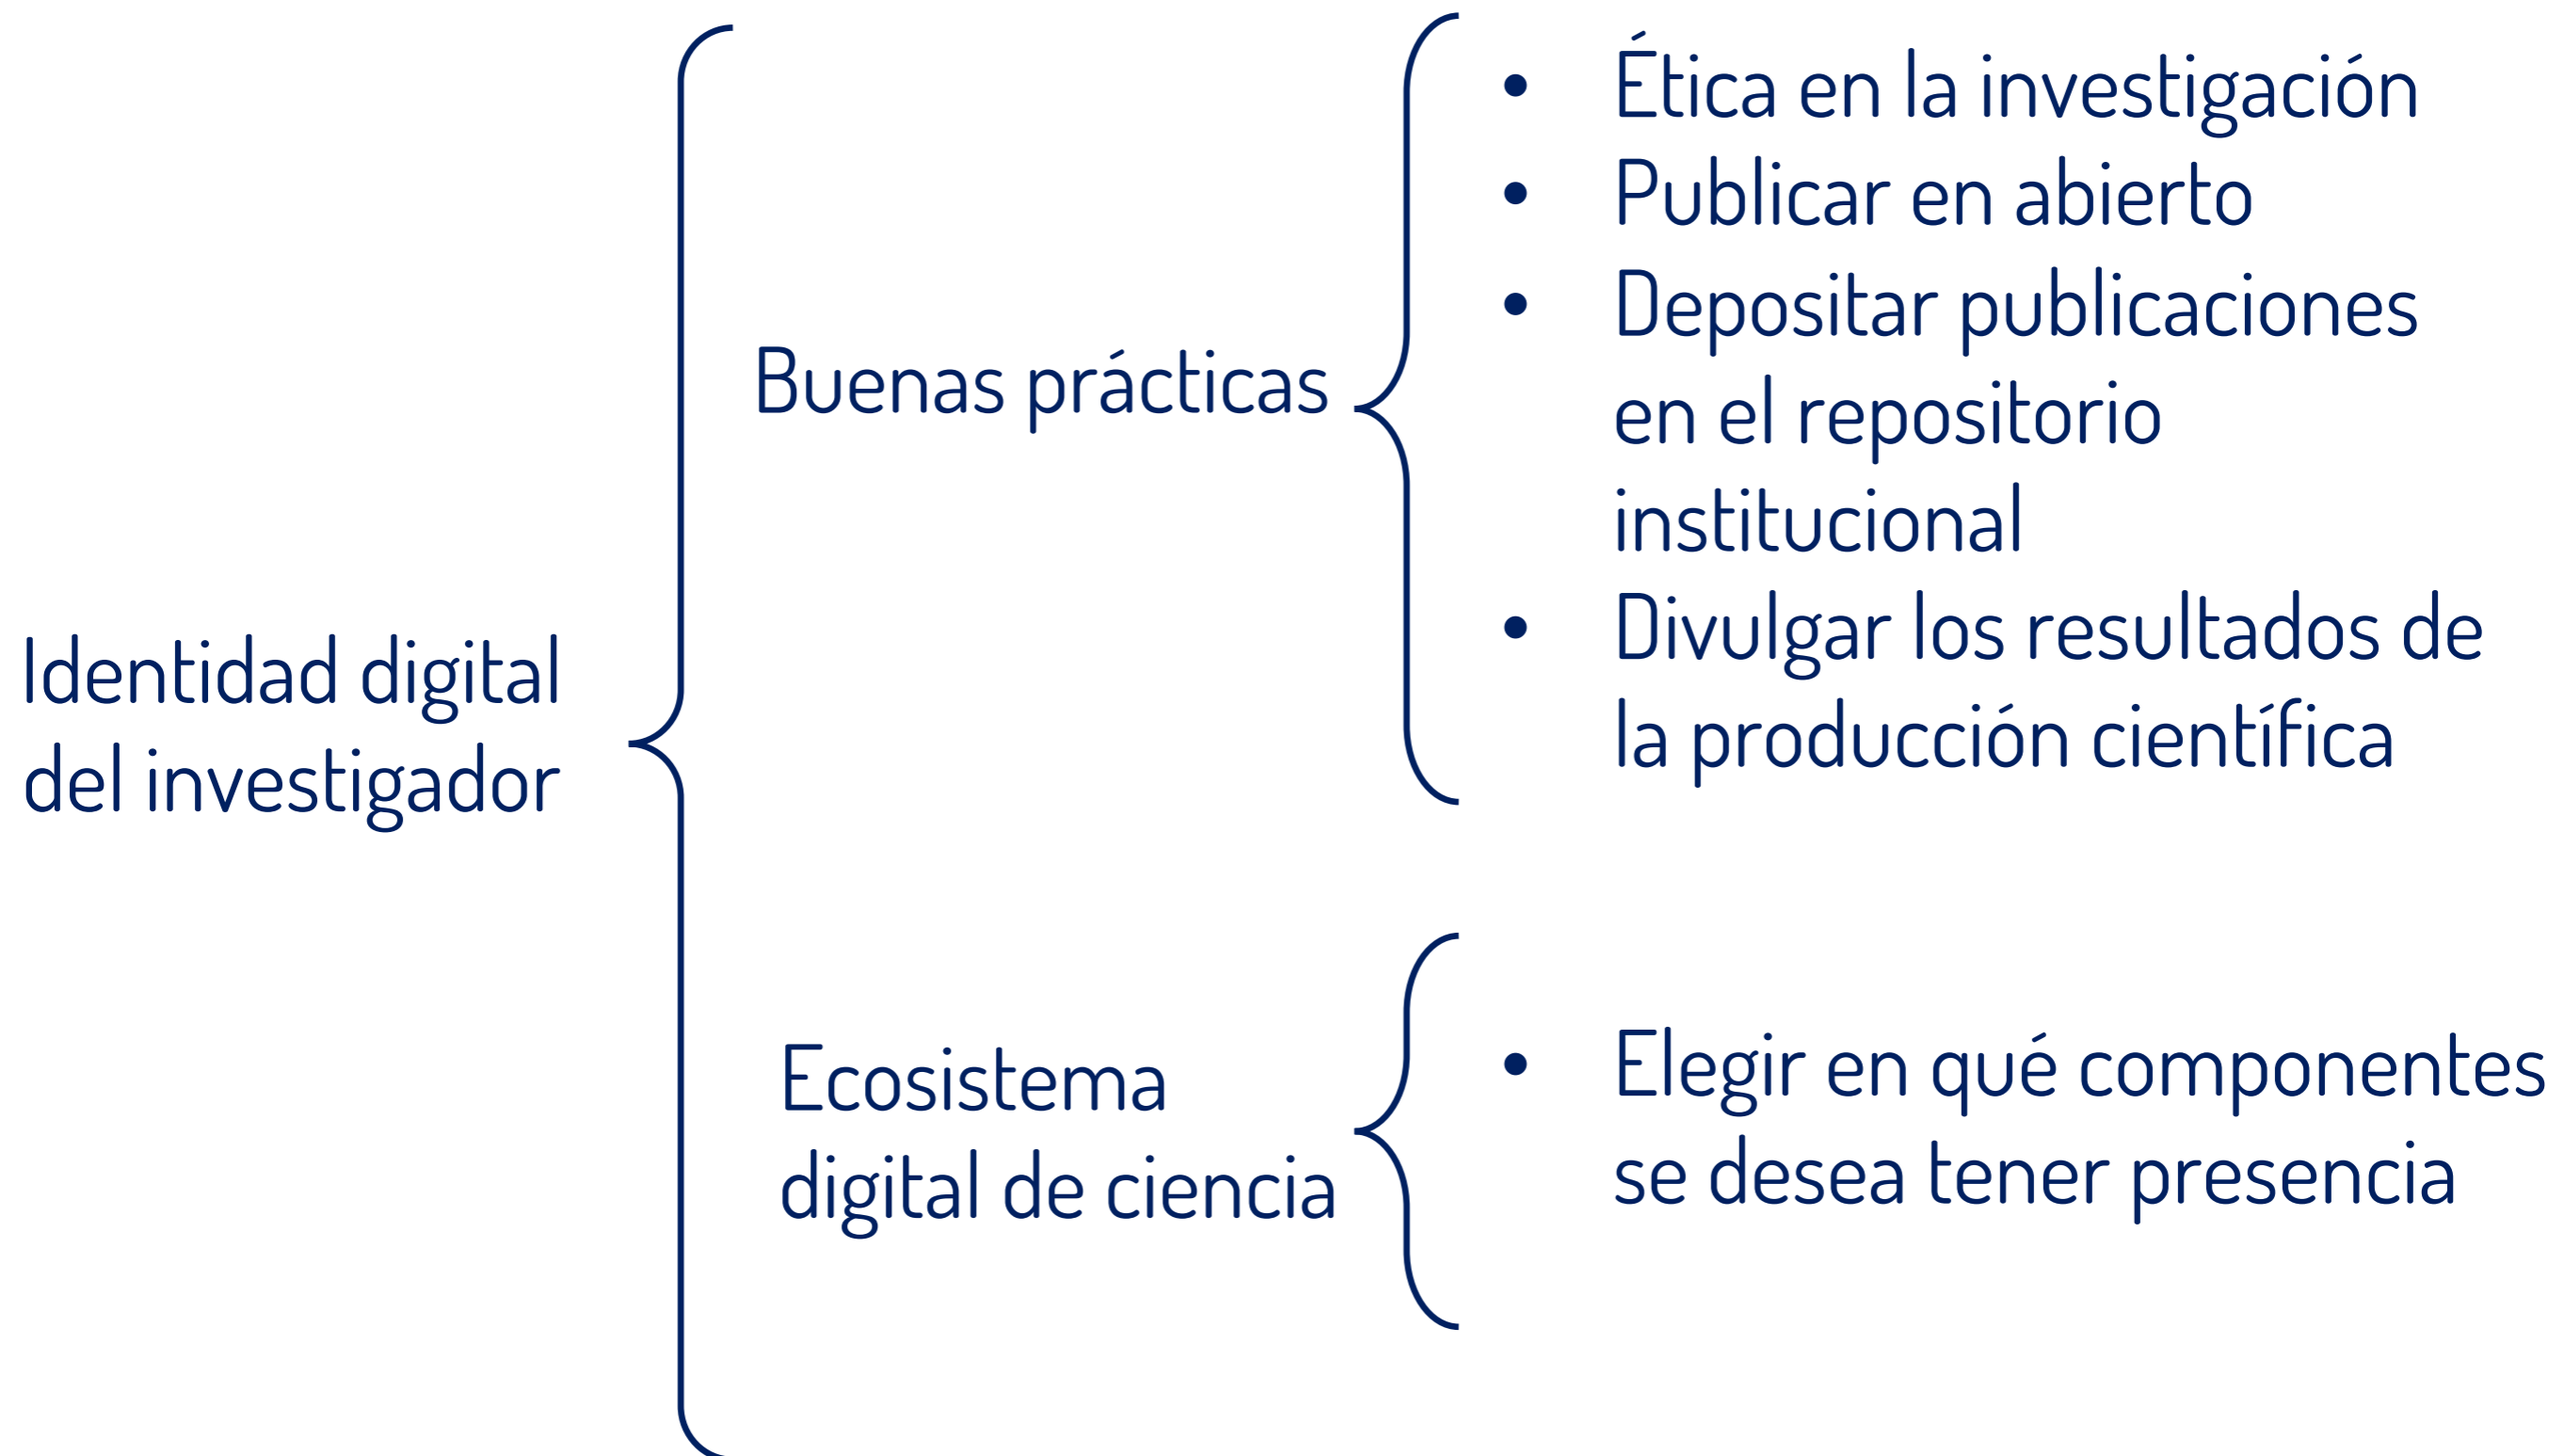 Identidad digital
del investigador
Buenas prácticas
• Ética en la investigación
• Publicar en abierto
• Depositar publicaciones
en el repositorio
institucional
• Divulgar los resultados de
la producción científica
Ecosistema
digital de ciencia
• Elegir en qué componentes
se desea tener presencia